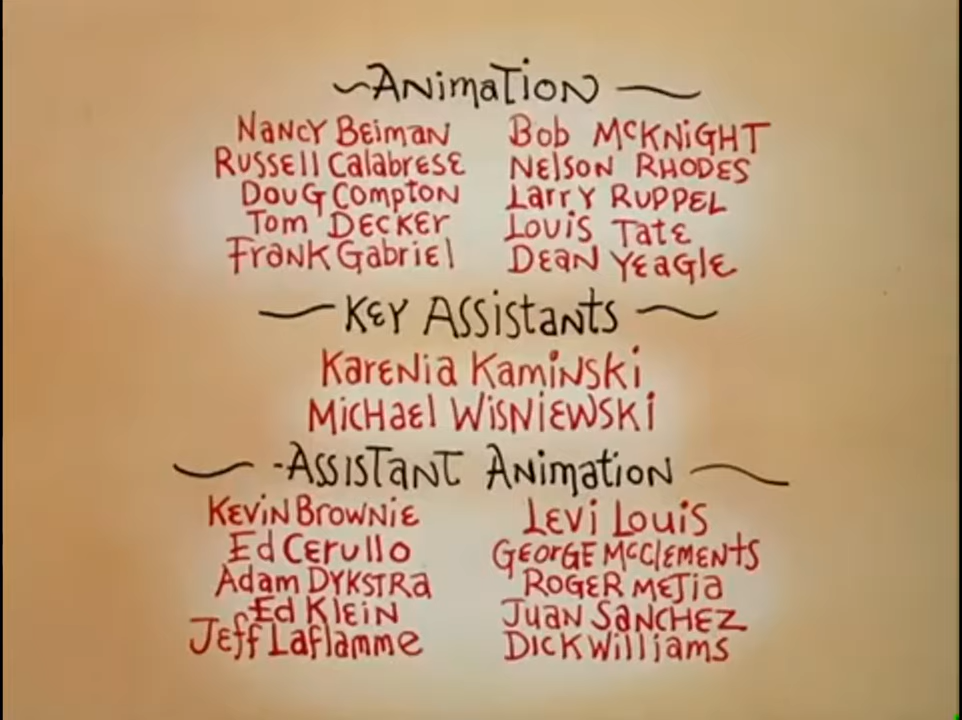 Animation
Nancy Beiman
Russell Calabrese
Doug Compton
Tom Decker
Frank Gabriel
Bob McKnight
Nelson Rhodes
Larry Ruppel
Louis Tate
Dean Yeagle
Key Assistants
Karenia Kaminski
Michael Wisniewski
Assistant Animation
Kevin Brownie
Ed Cerullo
Adam Dykstra
Ed Klein
Jeff Laflamme
Levi Louis
George McClements
Roger Mejia
Juan Sanchez
Dick Williams